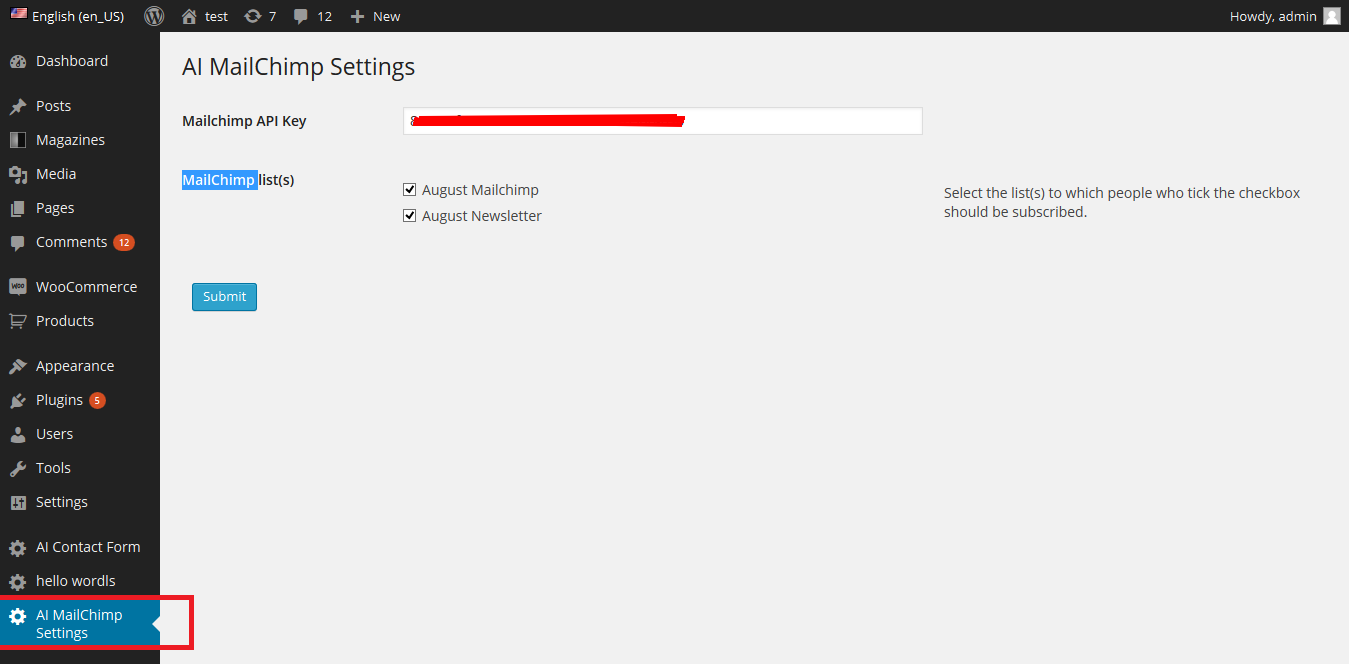 English (en_US)
test
7
12
New
Howdy, admin
Dashboard
Posts
Magazines
Media
Pages
Comments 12
WooCommerce
Products
Appearance
Plugins 5
Users
Tools
Settings
AI Contact Form
hello wordls
AI MailChimp
Settings
AI MailChimp Settings
Mailchimp API Key
MailChimp list(s)
August Mailchimp
August Newsletter
Select the list(s) to which people who tick the checkbox
should be subscribed.
Submit